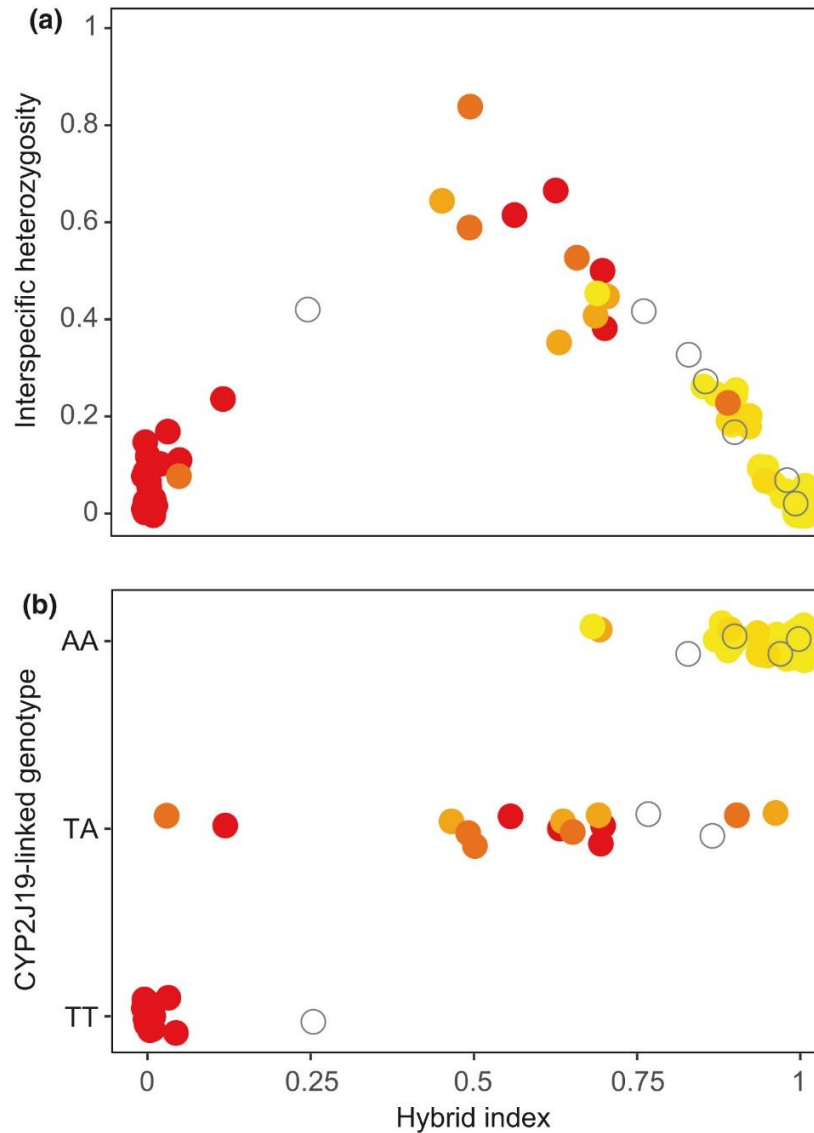 (a)
Interspecific heterozygosity
1
0.8
0.6
0.4
0.2
0
(b)
CYP2J19-linked genotype
AA
TA
TT
0 0.25 0.5 0.75 1
Hybrid index